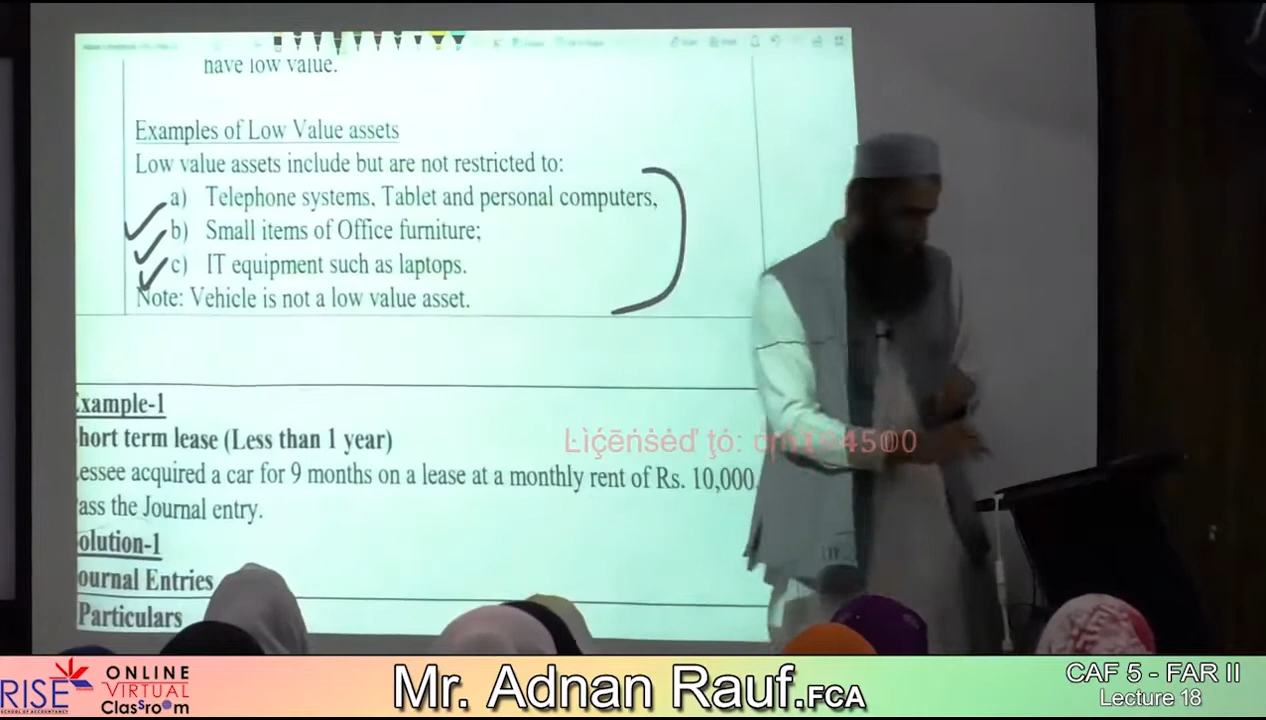 have low value.
Examples of Low Value assets
Low value assets include but are not restricted to:
a) Telephone systems, Tablet and personal computers,
b) Small items of Office furniture;
c) IT equipment such as laptops.
Note: Vehicle is not a low value asset.
Example-1
hort term lease (Less than 1 year)
essee acquired a car for 9 months on a lease at a monthly rent of Rs. 10,000.
ass the Journal entry.
olution-1
ournal Entries
Particulars
RISE
ONLINE
VIRTUAL
Classroom
Mr. Adnan Rauf.FCA
CAF 5 - FAR II
Lecture 18